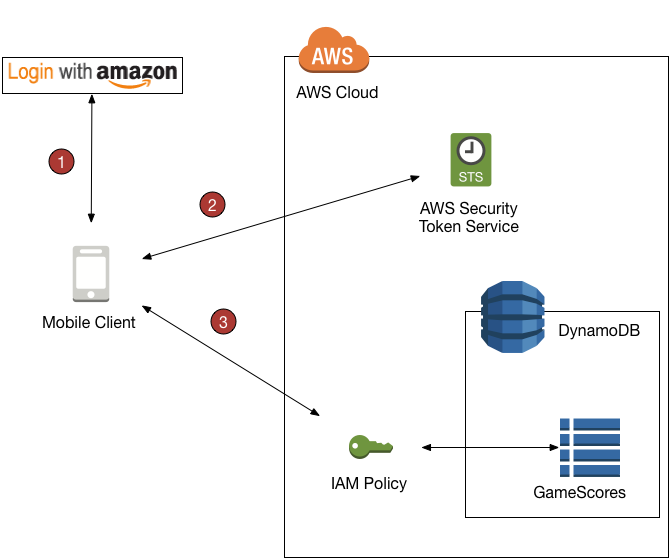 Login with amazon
AWS
AWS Cloud
1
STS
2
AWS Security
Token Service
Mobile Client
3
DynamoDB
IAM Policy
GameScores